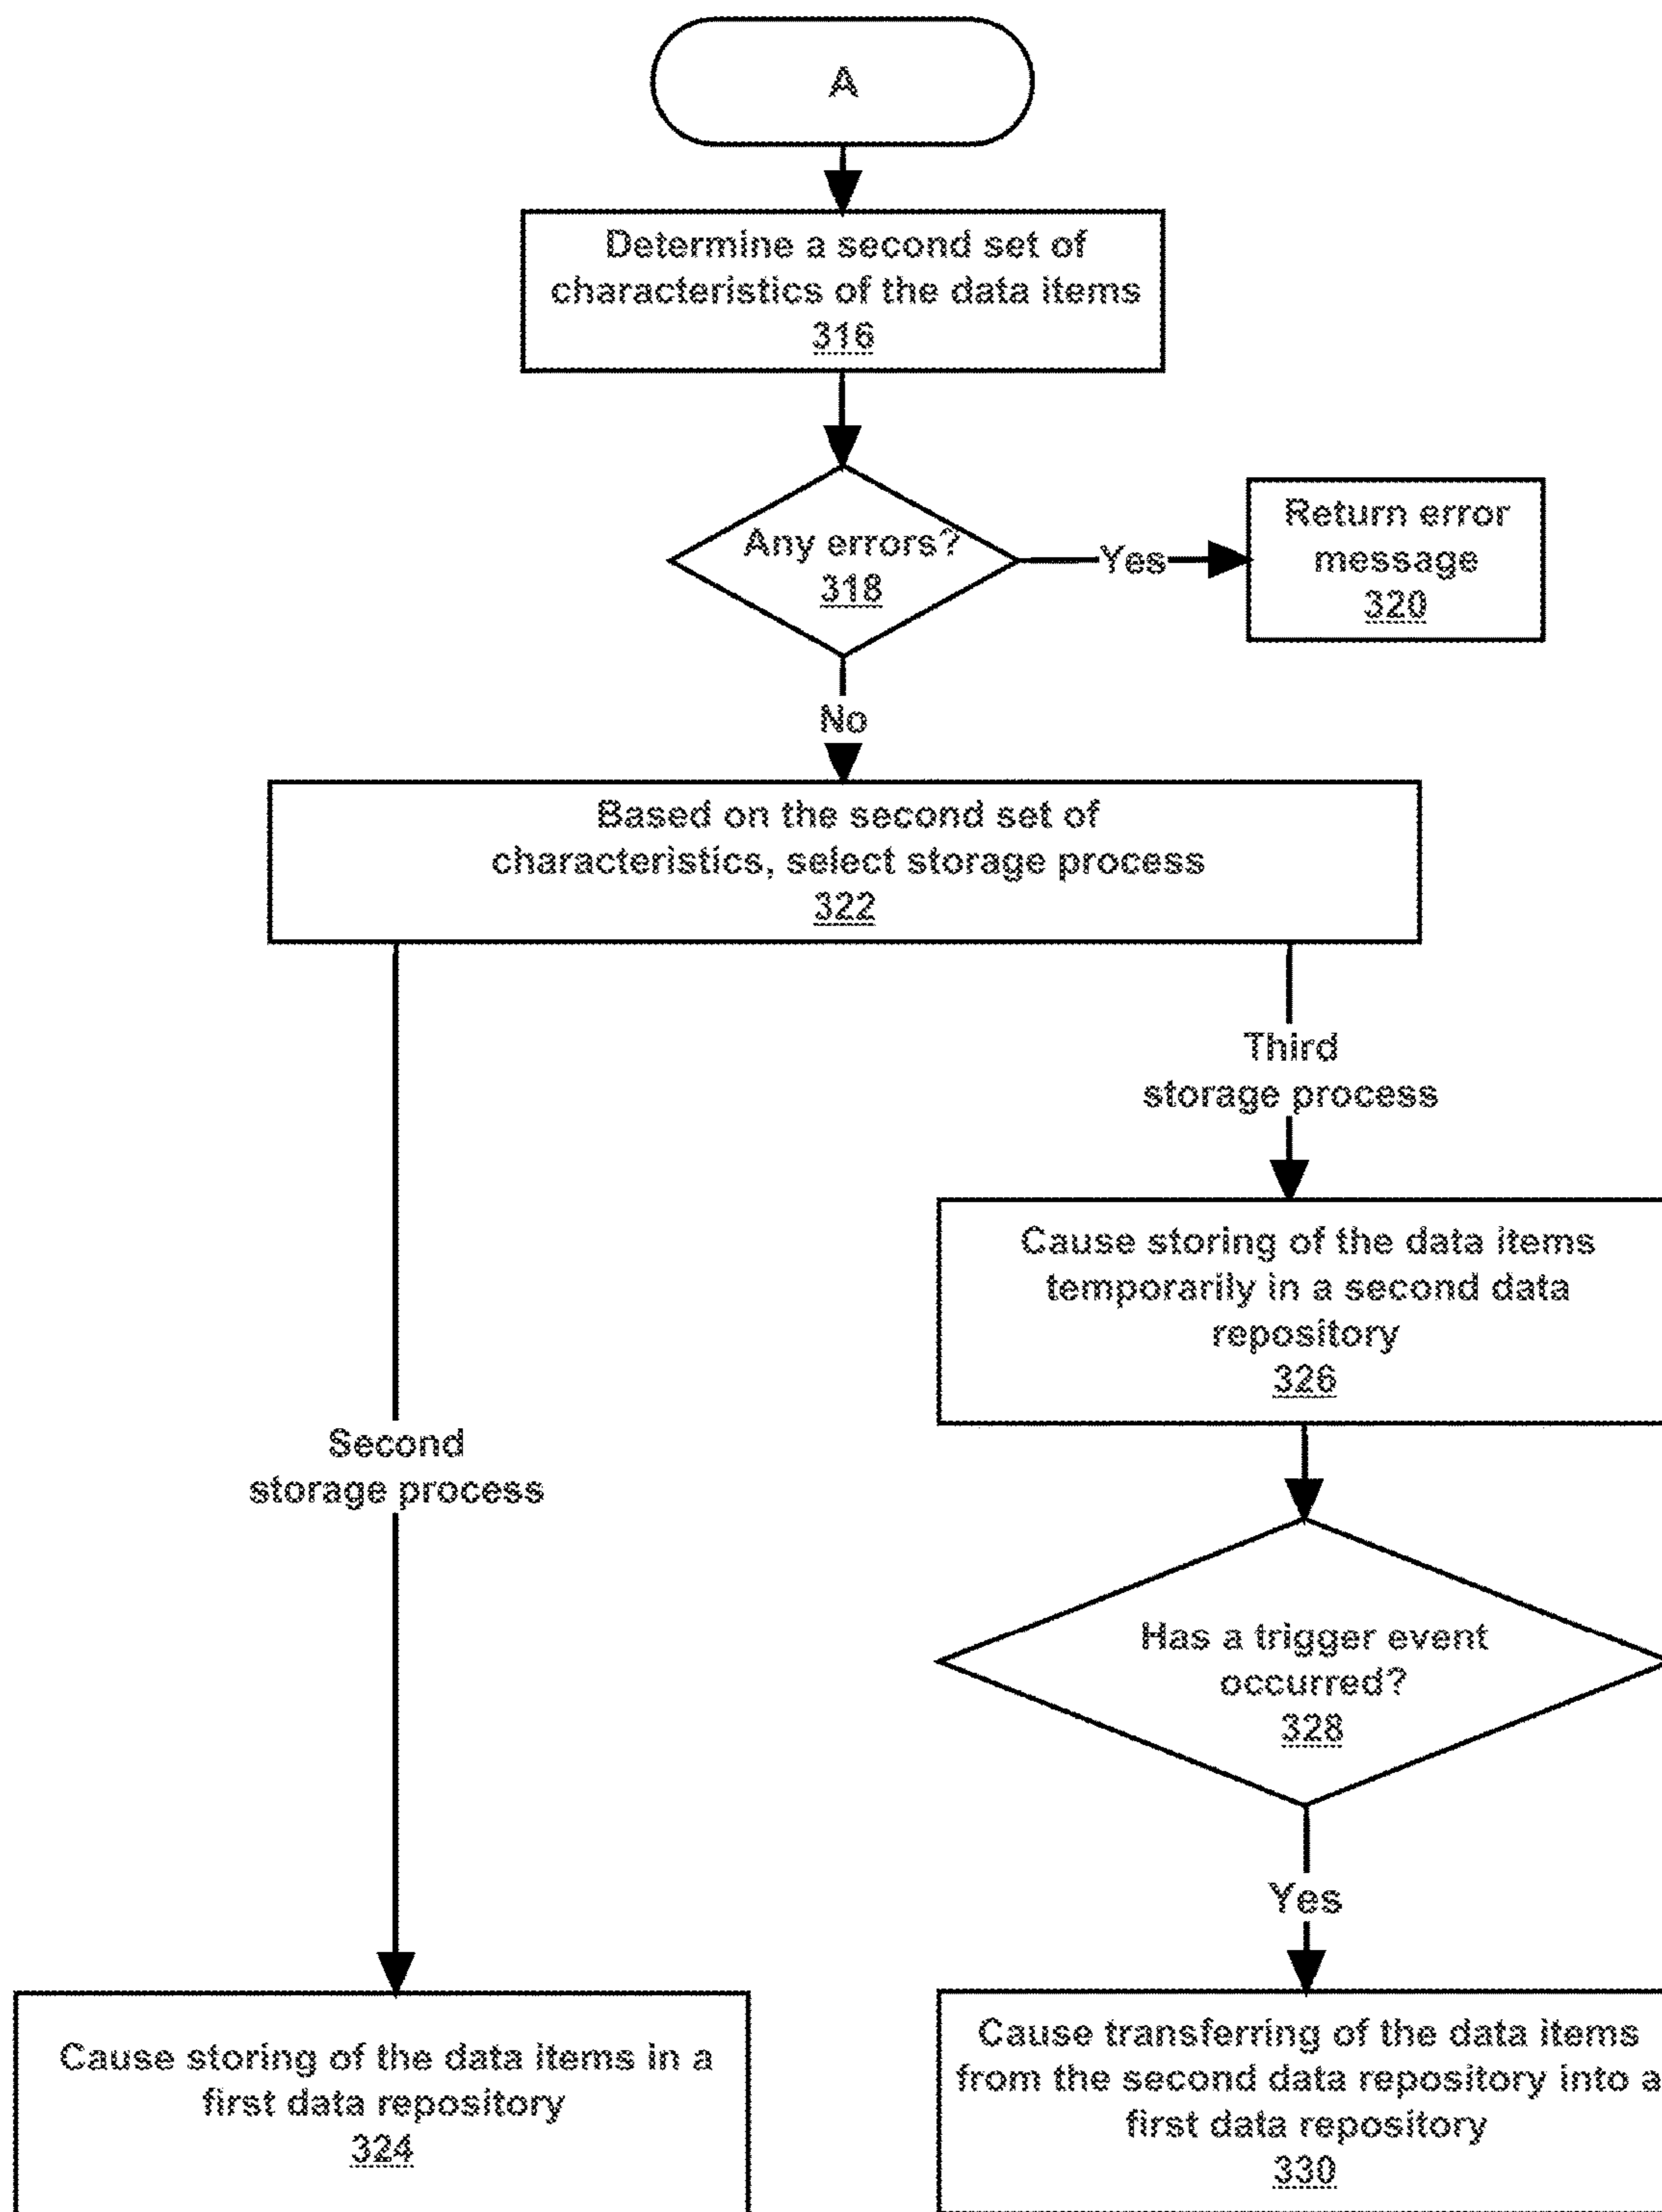 A
Determine a second set of
characteristics of the data items
316
Any errors?
318
Yes
Return error
message
320
No
Based on the second set of
characteristics, select storage process
322
Third
storage process
Cause storing of the data items
temporarily in a second data
repository
326
Second
storage process
Has a trigger event
occurred?
328
Yes
Cause storing of the data items in a
first data repository
324
Cause transferring of the data items
from the second data repository into a
first data repository
330